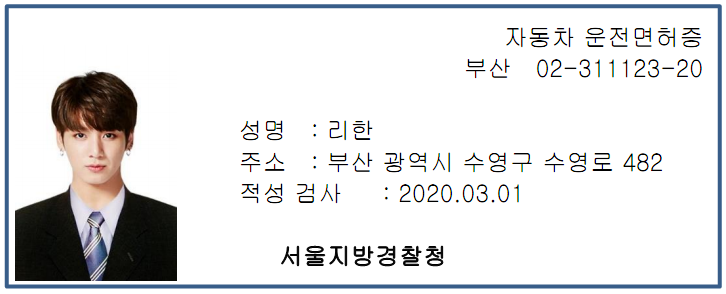 자동차 운전면허증
부산 02-311123-20
성명 : 리한
주소 : 부산 광역시 수영구 수영로 482
적성 검사 : 2020.03.01
서울지방경찰청